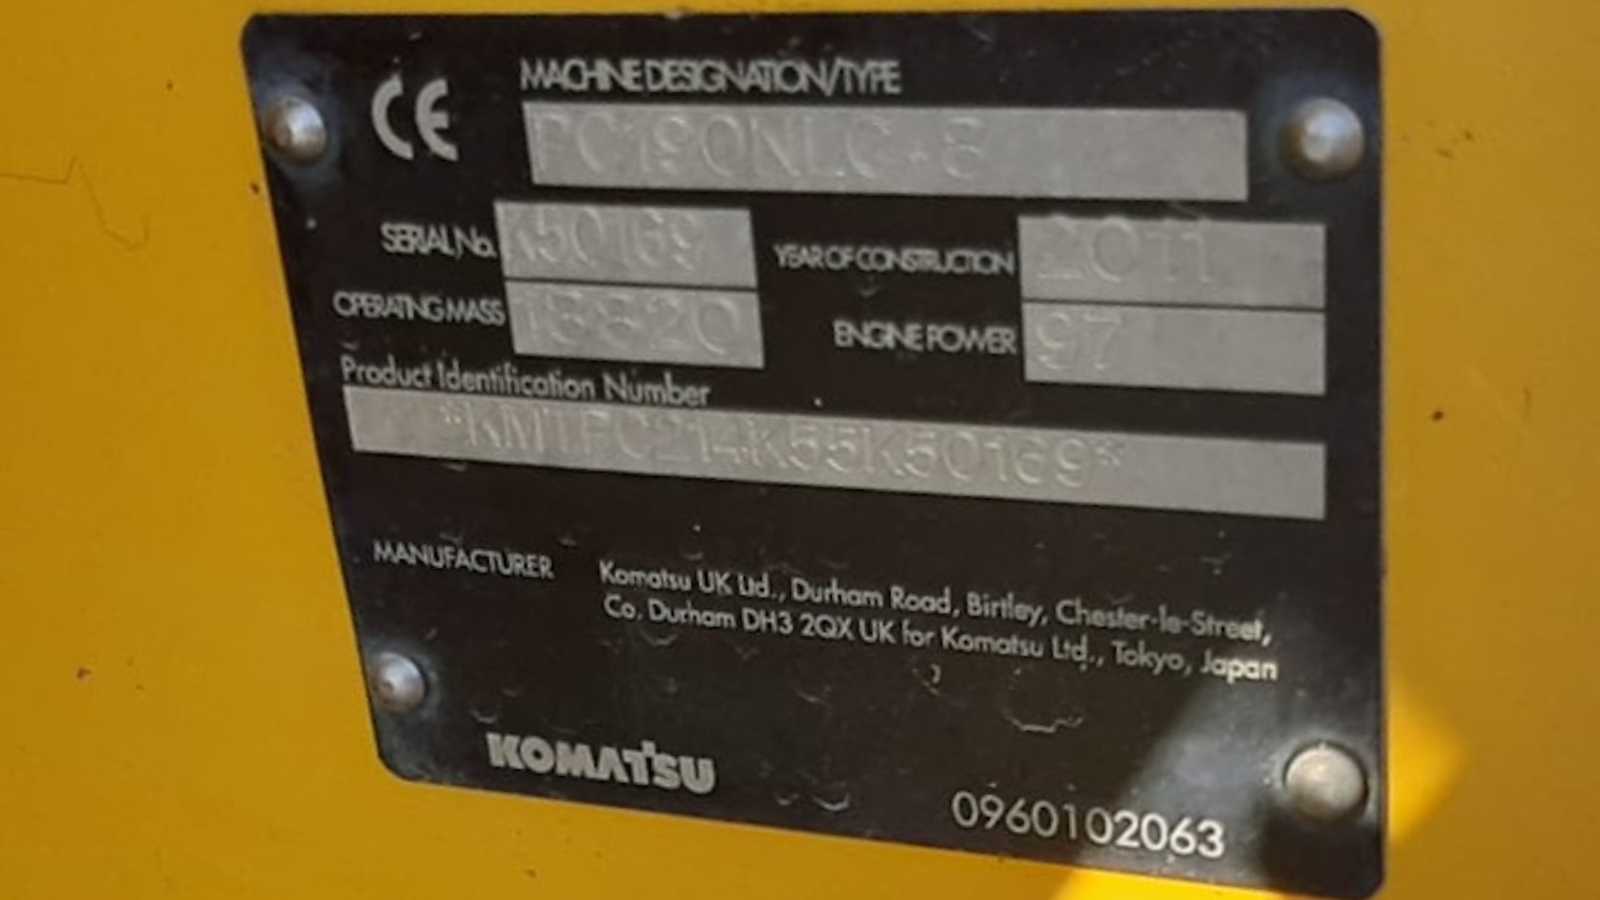 CE
MACHINE DESIGNATION/TYPE
PC190NLC-8
SERIAL No. K50169
YEAR OF CONSTRUCTION 2011
OPERATING MASS 18820
ENGINE POWER 97
Product Identification Number
*KMTPC214K55K50169*
MANUFACTURER Komatsu UK Ltd., Durham Road, Birtley, Chester-le-Street,
Co. Durham DH3 2QX UK for Komatsu Ltd., Tokyo, Japan
KOMATSU
0960102063